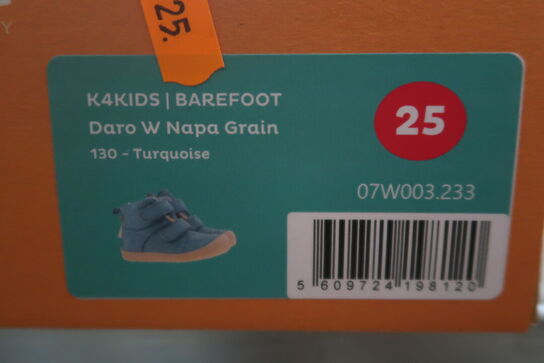 25.
Y
K4KIDS | BAREFOOT
Daro W Napa Grain
130 - Turquoise
25
07W003.233
5 609724 198120